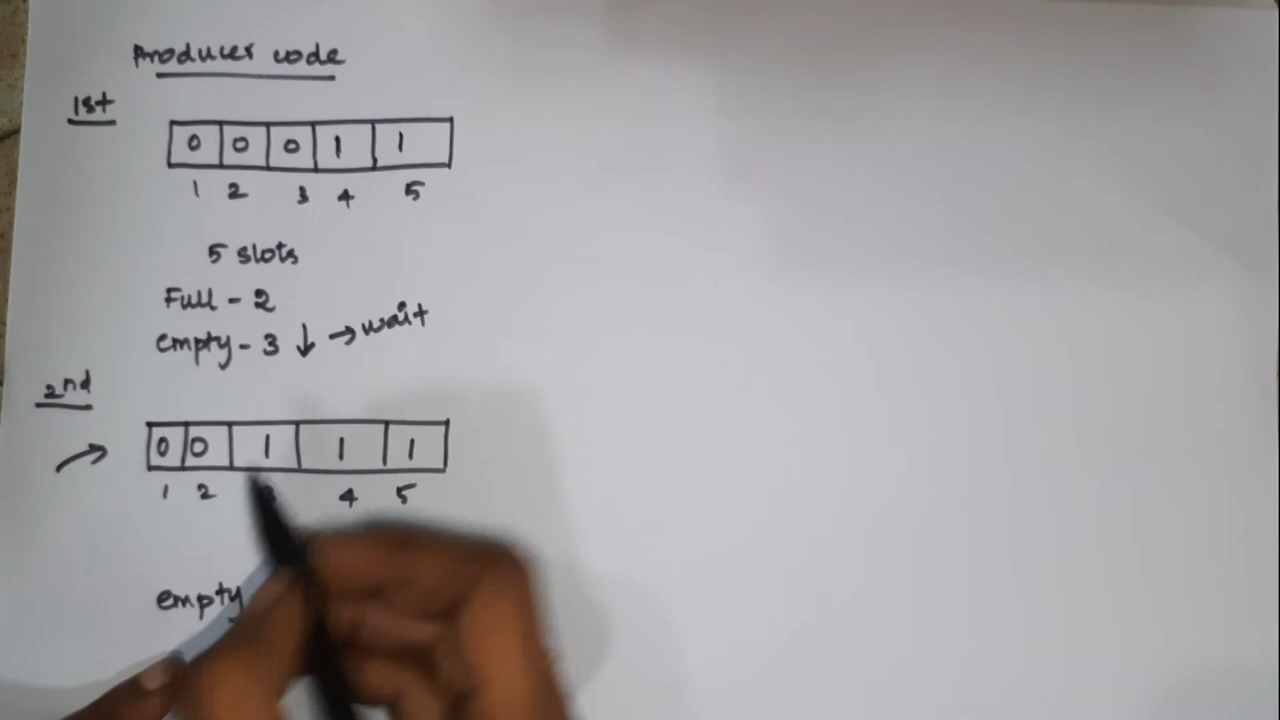 Producer code
1st
0 0 0 1 1
1 2 3 4 5
5 slots
Full - 2
empty - 3 ↓ → wait
2nd
→ 0 0 1 1 1
1 2 4 5
empty